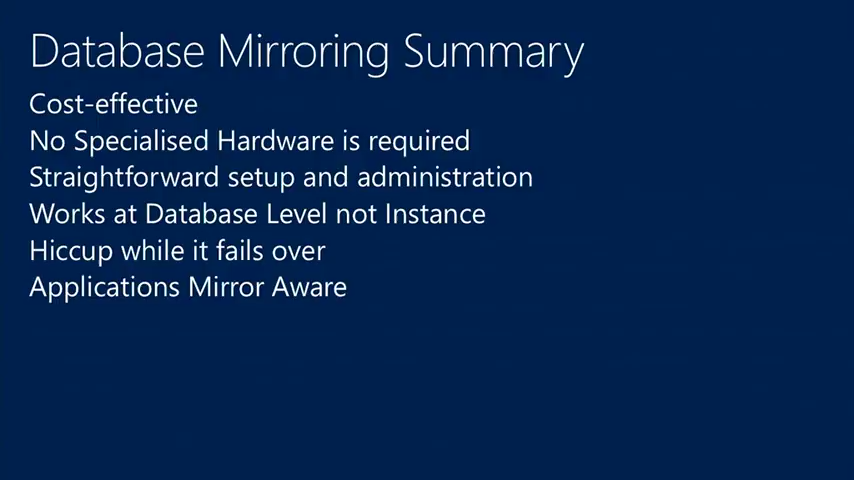 Database Mirroring Summary
Cost-effective
No Specialised Hardware is required
Straightforward setup and administration
Works at Database Level not Instance
Hiccup while it fails over
Applications Mirror Aware